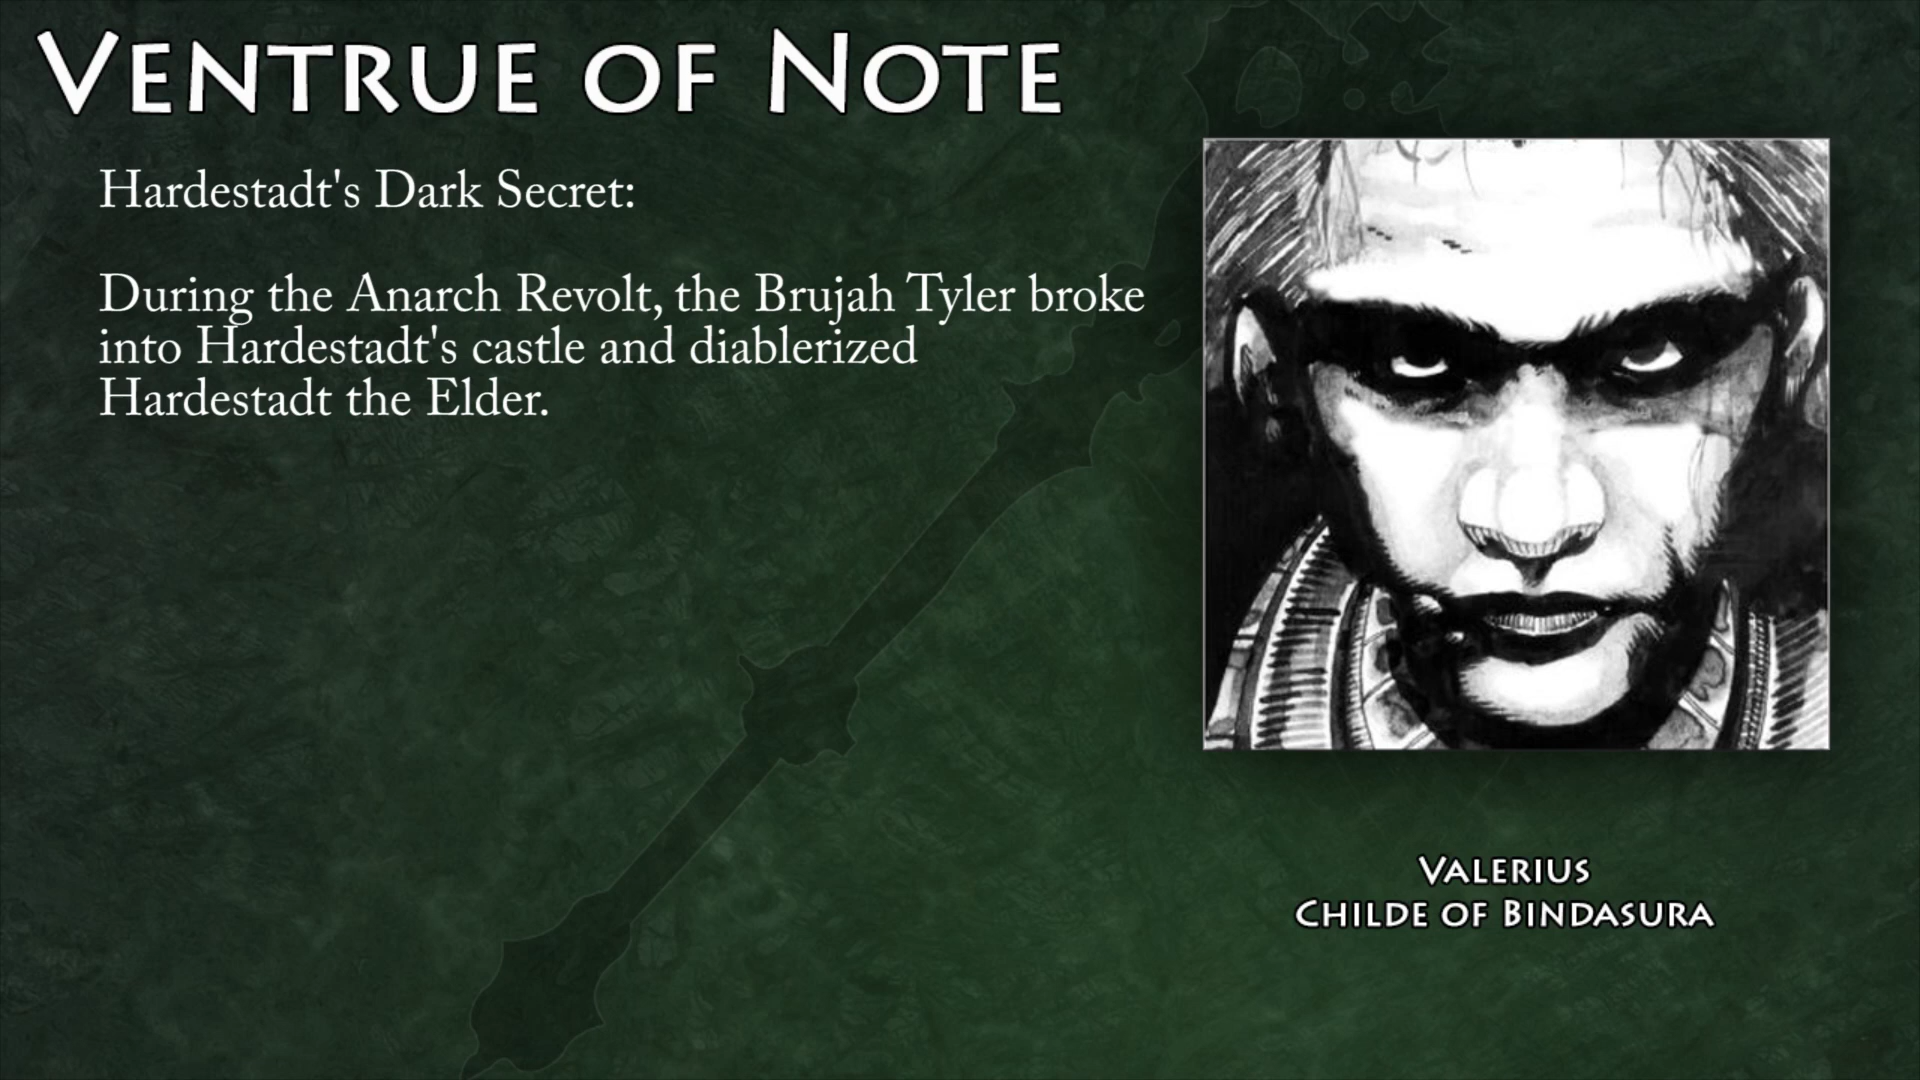 Ventrue of Note
Hardestadt's Dark Secret:
During the Anarch Revolt, the Brujah Tyler broke
into Hardestadt's castle and diablerized
Hardestadt the Elder.
Valerius
Childe of Bindasura